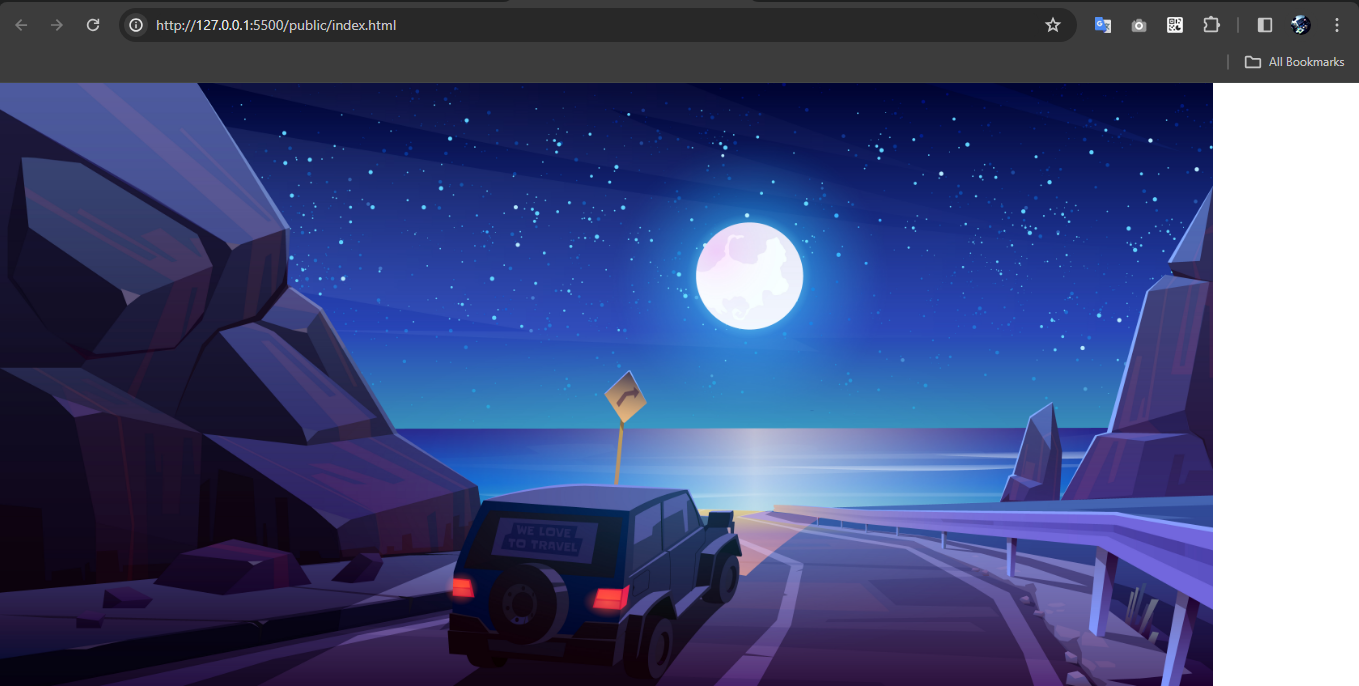 http://127.0.0.1:5500/public/index.html
All Bookmarks
WE LOVE
TO TRAVEL